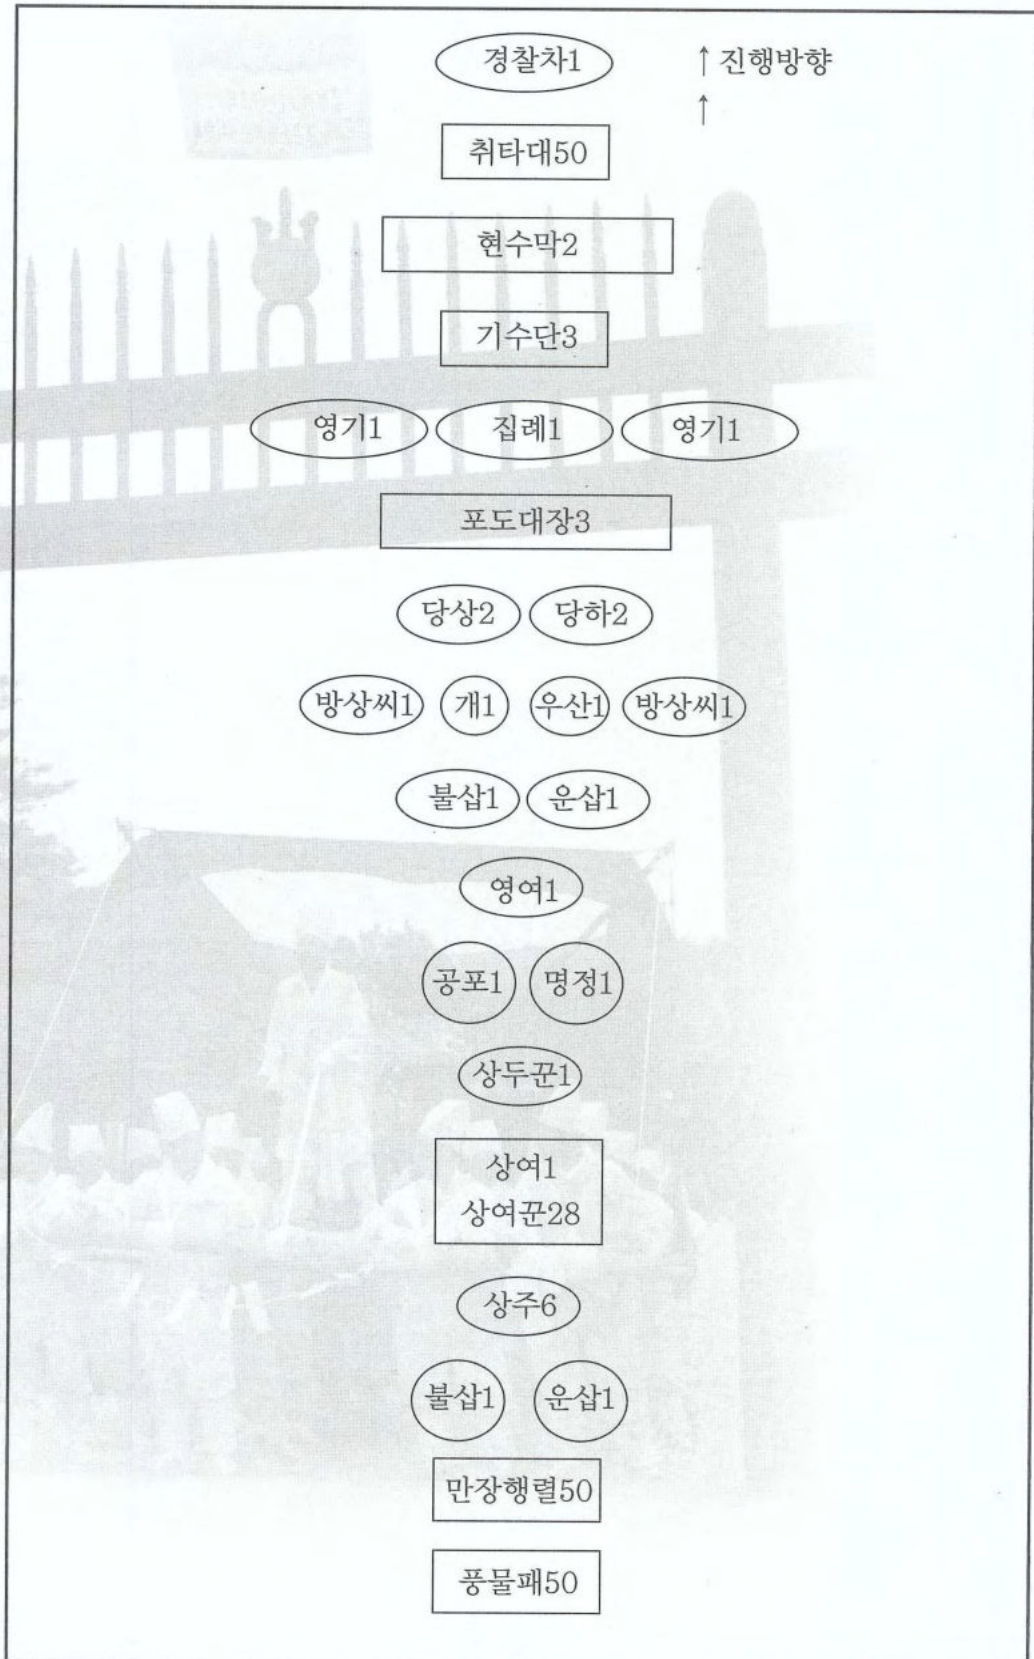 경찰차1 ↑ 진행방향
↑
취타대50
현수막2
기수단3
영기1 집례1 영기1
포도대장3
당상2 당하2
방상씨1 개1 우산1 방상씨1
불삽1 운삽1
영여1
공포1 명정1
상두꾼1
상여1
상여꾼28
상주6
불삽1 운삽1
만장행렬50
풍물패50